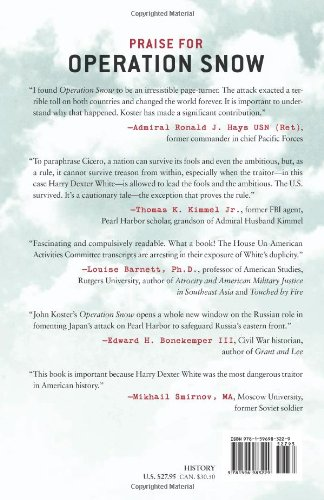 Copyrighted Material
PRAISE FOR
OPERATION SNOW
"I found Operation Snow to be an irresistible page-turner. The attack exacted a ter-
rible toll on both countries and changed the world forever. It is important to under-
stand why that happened. Koster has made a significant contribution."
—Admiral Ronald J. Hays USN (Ret),
former commander in chief Pacific Forces
"To paraphrase Cicero, a nation can survive its fools and even the ambitious, but, as
a rule, it cannot survive treason from within, especially when the traitor—in this
case Harry Dexter White—is allowed to lead the fools and the ambitious. The U.S.
survived. It's a cautionary tale—the exception that proves the rule."
—Thomas K. Kimmel Jr., former FBI agent,
Pearl Harbor scholar, grandson of Admiral Husband Kimmel
"Fascinating and compulsively readable. What a book! The House Un American
Activities Committee transcripts are arresting in their exposure of White's duplicity."
—Louise Barnett, Ph.D., professor of American Studies,
Rutgers University, author of Atrocity and American Military Justice
in Southeast Asia and Touched by Fire
"John Koster's Operation Snow opens a whole new window on the Russian role in
fomenting Japan's attack on Pearl Harbor to safeguard Russia's eastern front."
—Edward H. Bonekemper III, Civil War historian,
author of Grant and Lee
"This book is important because Harry Dexter White was the most dangerous traitor
in American history."
—Mikhail Smirnov, MA, Moscow University,
former Soviet soldier
ISBN 978-1-59698-322-9
52795
9 781596 983229
HISTORY
U.S. $27.95 CAN. $30.50
Copyrighted Material